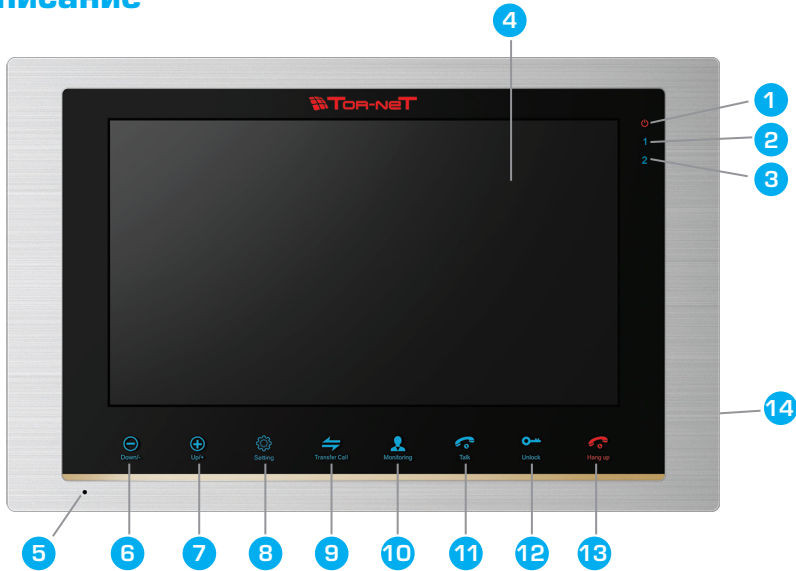 писание
4
TOR-NET
1
1
2
2
3
14
Down/- Up/+ Setting Transfer Call Monitoring Talk Unlock Hang up
5 6 7 8 9 10 11 12 13